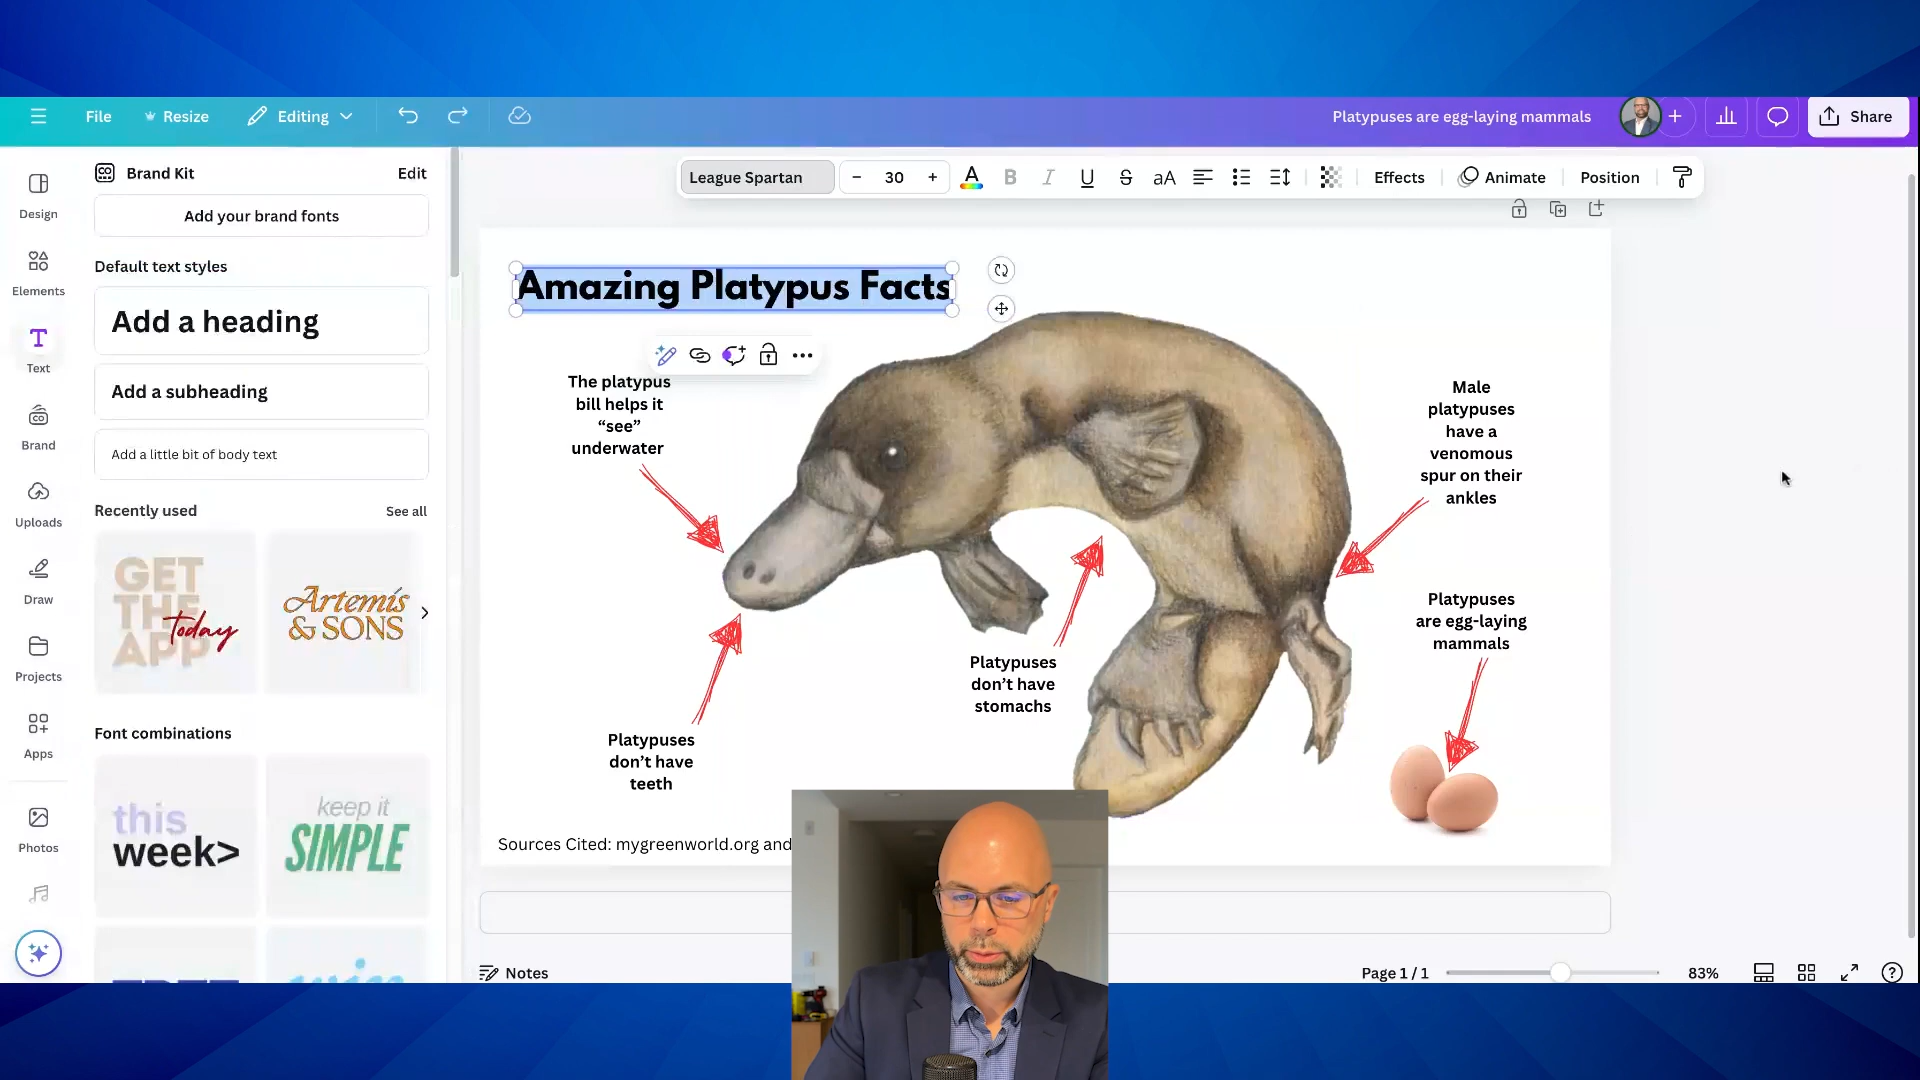 File
Resize
Editing
Platypuses are egg-laying mammals
Share
Design
Elements
Text
Brand
Uploads
Draw
Projects
Apps
Photos
Brand Kit
Edit
Add your brand fonts
Default text styles
Add a heading
Add a subheading
Add a little bit of body text
Recently used
See all
GET
THE
APP
today
Artemis
& SONS
Font combinations
this
week>
keep it
SIMPLE
League Spartan
− 30 +
A B I U S aA
Effects
Animate
Position
Amazing Platypus Facts
The platypus
bill helps it
“see”
underwater
Male
platypuses
have a
venomous
spur on their
ankles
Platypuses
are egg-laying
mammals
Platypuses
don’t have
stomachs
Platypuses
don’t have
teeth
Sources Cited: mygreenworld.org and
Notes
Page 1 / 1
83%